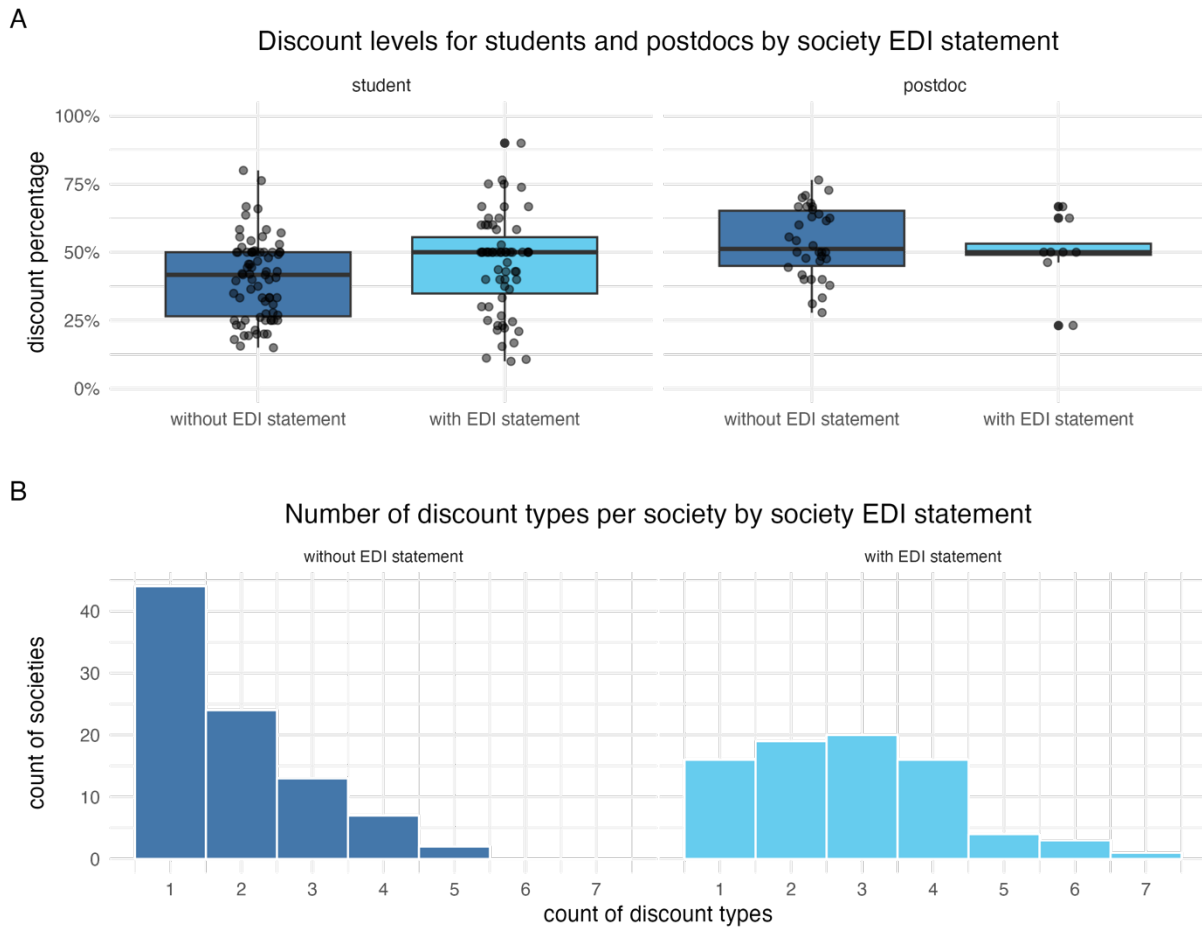 A
Discount levels for students and postdocs by society EDI statement
student
postdoc
discount percentage
100%
75%
50%
25%
0%
without EDI statement
with EDI statement
without EDI statement
with EDI statement
B
Number of discount types per society by society EDI statement
without EDI statement
with EDI statement
count of societies
40
30
20
10
0
1 2 3 4 5 6 7
1 2 3 4 5 6 7
count of discount types